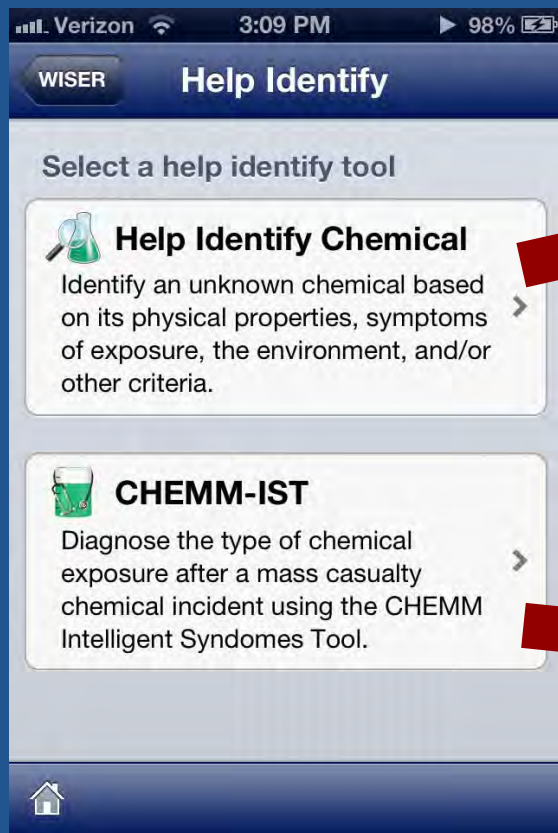 Verizon 3:09 PM 98%
WISER Help Identify
Select a help identify tool
Help Identify Chemical
Identify an unknown chemical based
on its physical properties, symptoms
of exposure, the environment, and/or
other criteria.
CHEMM-IST
Diagnose the type of chemical
exposure after a mass casualty
chemical incident using the CHEMM
Intelligent Syndomes Tool.